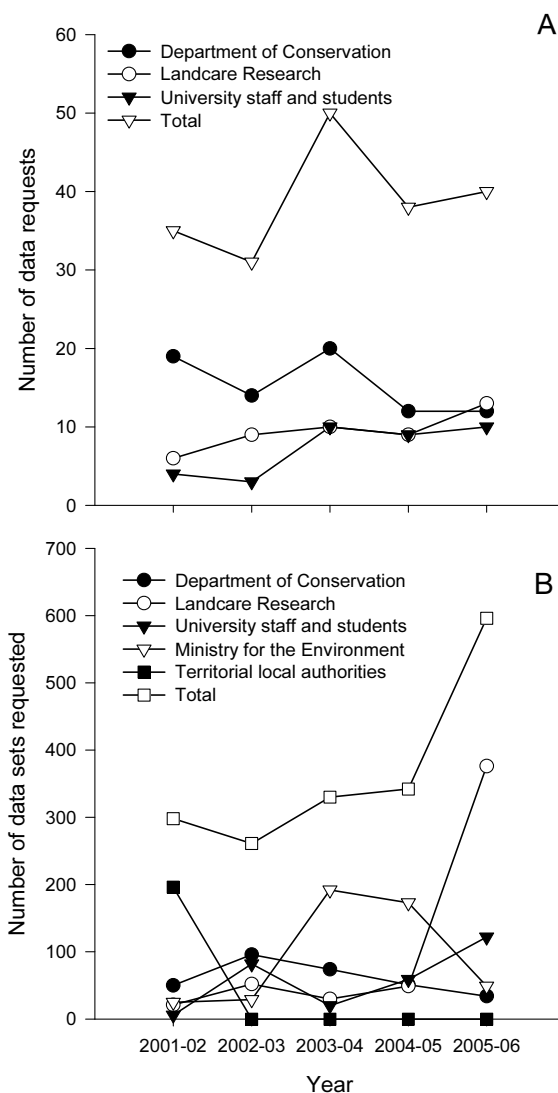 A
60
50
40
30
20
10
0
Number of data requests
Department of Conservation
Landcare Research
University staff and students
Total
B
700
600
500
400
300
200
100
0
Number of data sets requested
Department of Conservation
Landcare Research
University staff and students
Ministry for the Environment
Territorial local authorities
Total
2001-02 2002-03 2003-04 2004-05 2005-06
Year